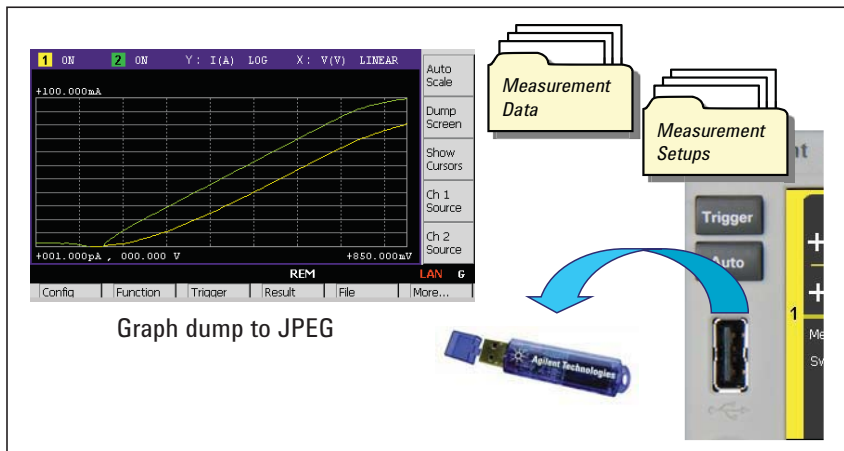 1 ON 2 ON Y: I(A) LOG X: V(V) LINEAR
+100.000mA
+001.000pA , 000.000 V +850.000mV
REM LAN G
Config Function Trigger Result File More...
Auto
Scale
Dump
Screen
Show
Cursors
Ch 1
Source
Ch 2
Source
Graph dump to JPEG
Measurement
Data
Measurement
Setups
Trigger
Auto
1
+
+
Me
Agilent Technologies